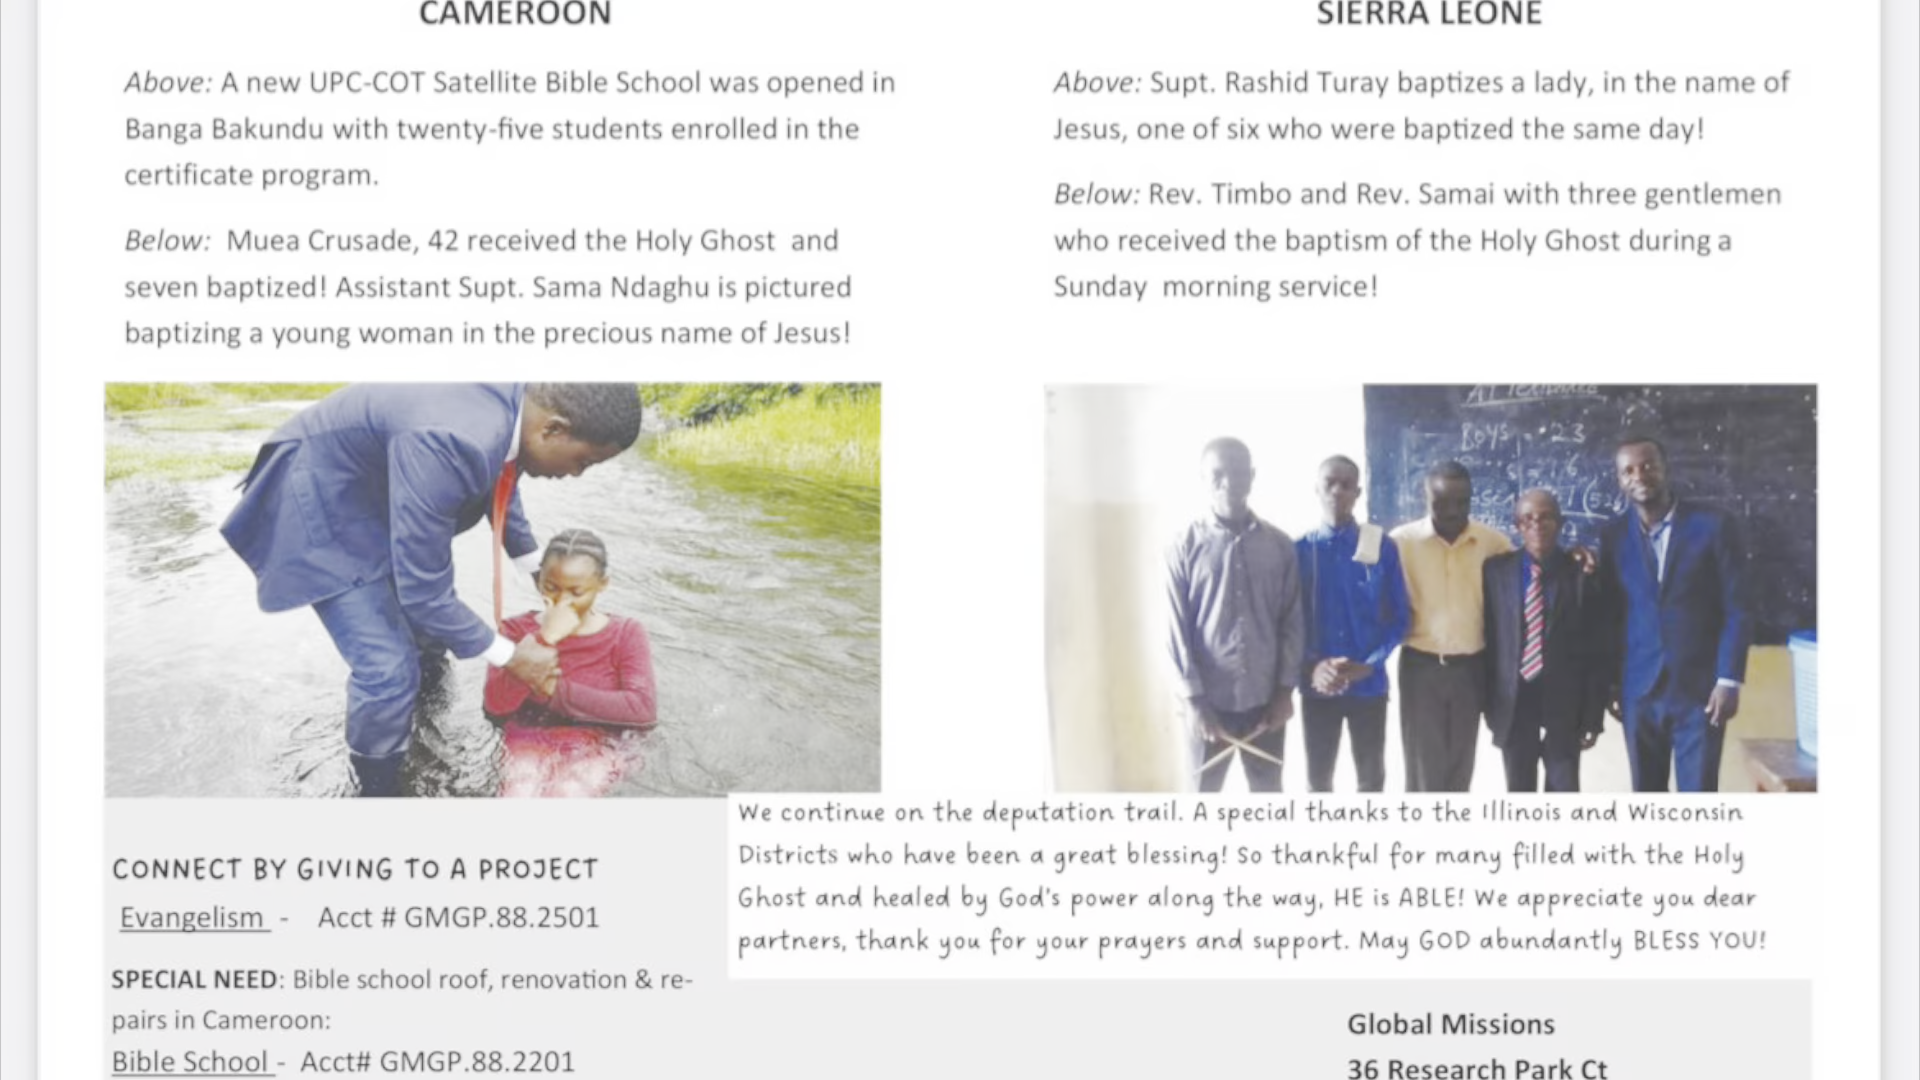 CAMEROON
Above: A new UPC-COT Satellite Bible School was opened in
Banga Bakundu with twenty-five students enrolled in the
certificate program.
Below:  Muea Crusade, 42 received the Holy Ghost  and
seven baptized! Assistant Supt. Sama Ndaghu is pictured
baptizing a young woman in the precious name of Jesus!
SIERRA LEONE
Above: Supt. Rashid Turay baptizes a lady, in the name of
Jesus, one of six who were baptized the same day!
Below: Rev. Timbo and Rev. Samai with three gentlemen
who received the baptism of the Holy Ghost during a
Sunday  morning service!
Boys = 23
We continue on the deputation trail. A special thanks to the Illinois and Wisconsin
Districts who have been a great blessing! So thankful for many filled with the Holy
Ghost and healed by God's power along the way, HE is ABLE! We appreciate you dear
partners, thank you for your prayers and support. May GOD abundantly BLESS YOU!
CONNECT BY GIVING TO A PROJECT
Evangelism - Acct # GMGP.88.2501
SPECIAL NEED: Bible school roof, renovation & re-
pairs in Cameroon:
Bible School - Acct# GMGP.88.2201
Global Missions
36 Research Park Ct